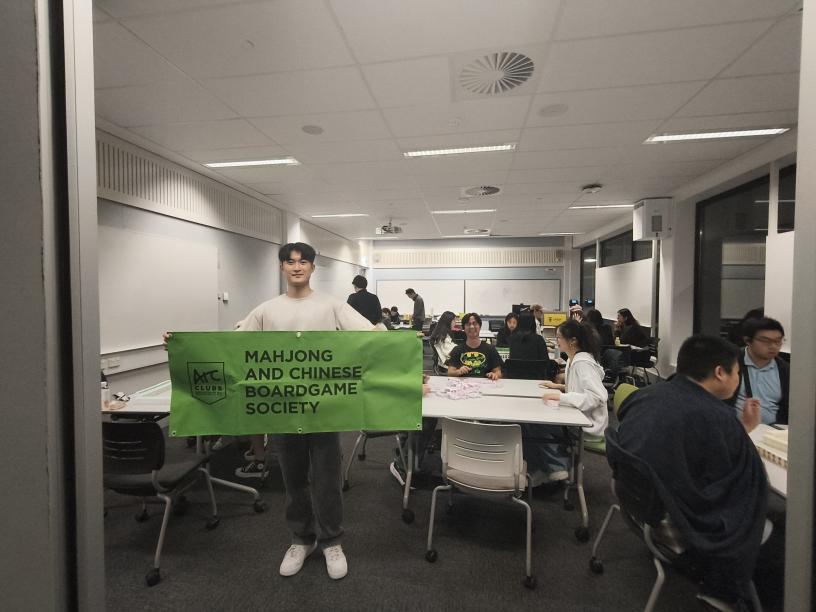 ARC
CLUBS
MAHJONG
AND CHINESE
BOARDGAME
SOCIETY